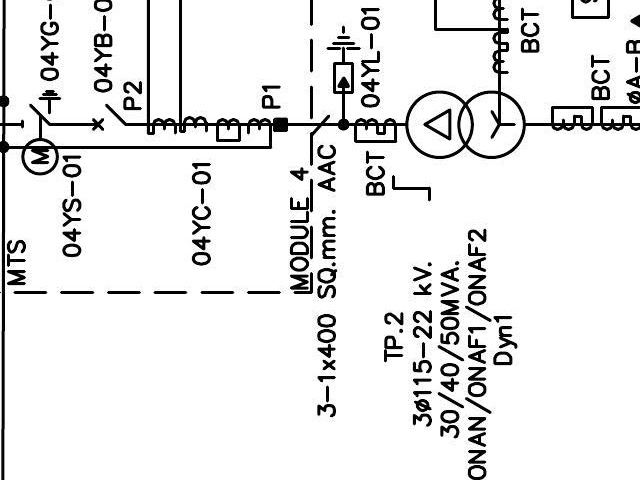 04YG-
04YB-0
P2
P1
04YL-01
BCT
BCT
ØA-B
M
04YS-01
04YC-01
MTS
MODULE 4
3-1x400 SQ.mm. AAC
BCT
TP.2
3ø115-22 kV.
30/40/50MVA.
ONAN/ONAF1/ONAF2
Dyn1